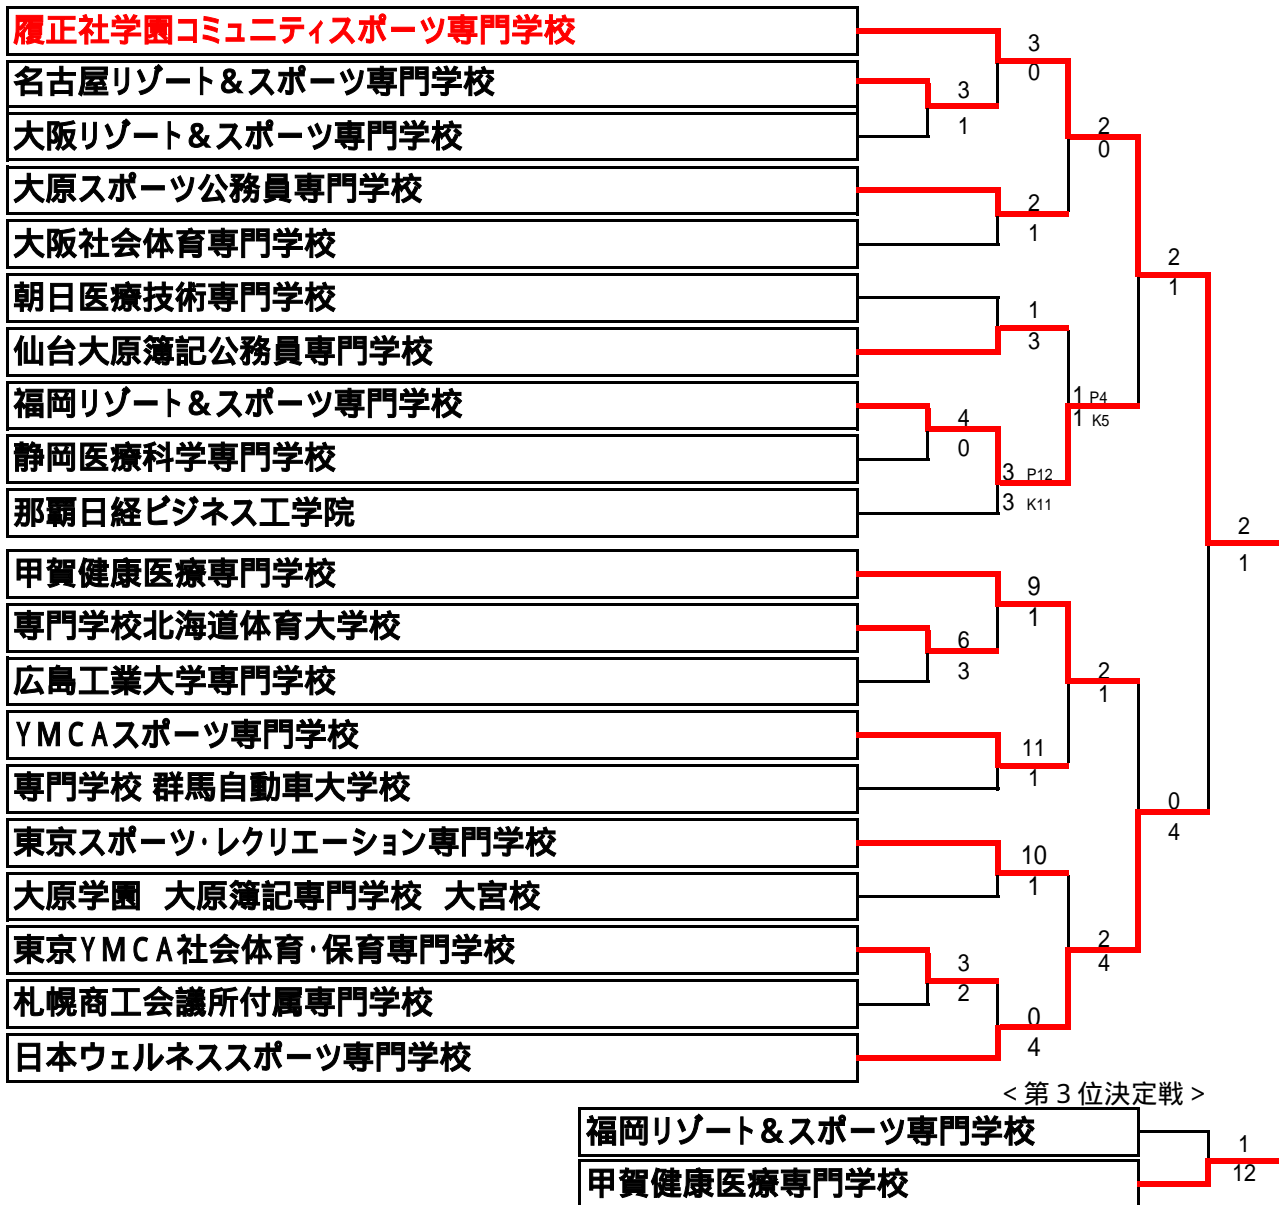 履正社学園コミュニティスポーツ専門学校
名古屋リゾート＆スポーツ専門学校
大阪リゾート＆スポーツ専門学校
大原スポーツ公務員専門学校
大阪社会体育専門学校
朝日医療技術専門学校
仙台大原簿記公務員専門学校
福岡リゾート＆スポーツ専門学校
静岡医療科学専門学校
那覇日経ビジネス工学院
甲賀健康医療専門学校
専門学校北海道体育大学校
広島工業大学専門学校
YMCAスポーツ専門学校
専門学校 群馬自動車大学校
東京スポーツ･レクリエーション専門学校
大原学園　大原簿記専門学校　大宮校
東京YMCA社会体育･保育専門学校
札幌商工会議所付属専門学校
日本ウェルネススポーツ専門学校
3
0
3
1
2
0
2
1
2
1
1
3
1 P4
1 K5
4
0
3 P12
3 K11
2
1
9
1
6
3
2
1
11
1
0
4
10
1
2
4
3
2
0
4
＜第３位決定戦＞
福岡リゾート＆スポーツ専門学校
甲賀健康医療専門学校
1
12